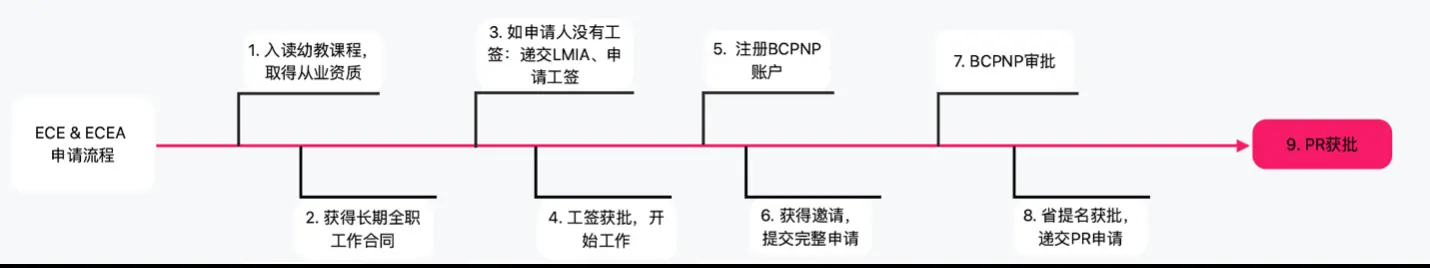 ECE & ECEA
申请流程
1. 入读幼教课程，
取得从业资质
2. 获得长期全职
工作合同
3. 如申请人没有工
签：递交LMIA、申
请工签
4. 工签获批，开
始工作
5. 注册BCPNP
账户
6. 获得邀请，
提交完整申请
7. BCPNP审批
8. 省提名获批，
递交PR申请
9. PR获批